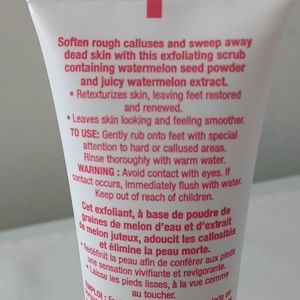 Soften rough calluses and sweep away
dead skin with this exfoliating scrub
containing watermelon seed powder
and juicy watermelon extract.
• Retexturizes skin, leaving feet restored
and renewed.
• Leaves skin looking and feeling smoother.
TO USE: Gently rub onto feet with special
attention to hard or callused areas.
Rinse thoroughly with warm water.
WARNING : Avoid contact with eyes. If
contact occurs, immediately flush with water.
Keep out of reach of children.
Cet exfoliant, à base de poudre de
graines de melon d'eau et d'extrait
de melon juteux, adoucit les callosités
et élimine la peau morte.
• Redéfinit la peau afin de conférer aux pieds
une sensation vivifiante et revigorante.
• Laisse les pieds lisses, à la vue comme
au toucher.